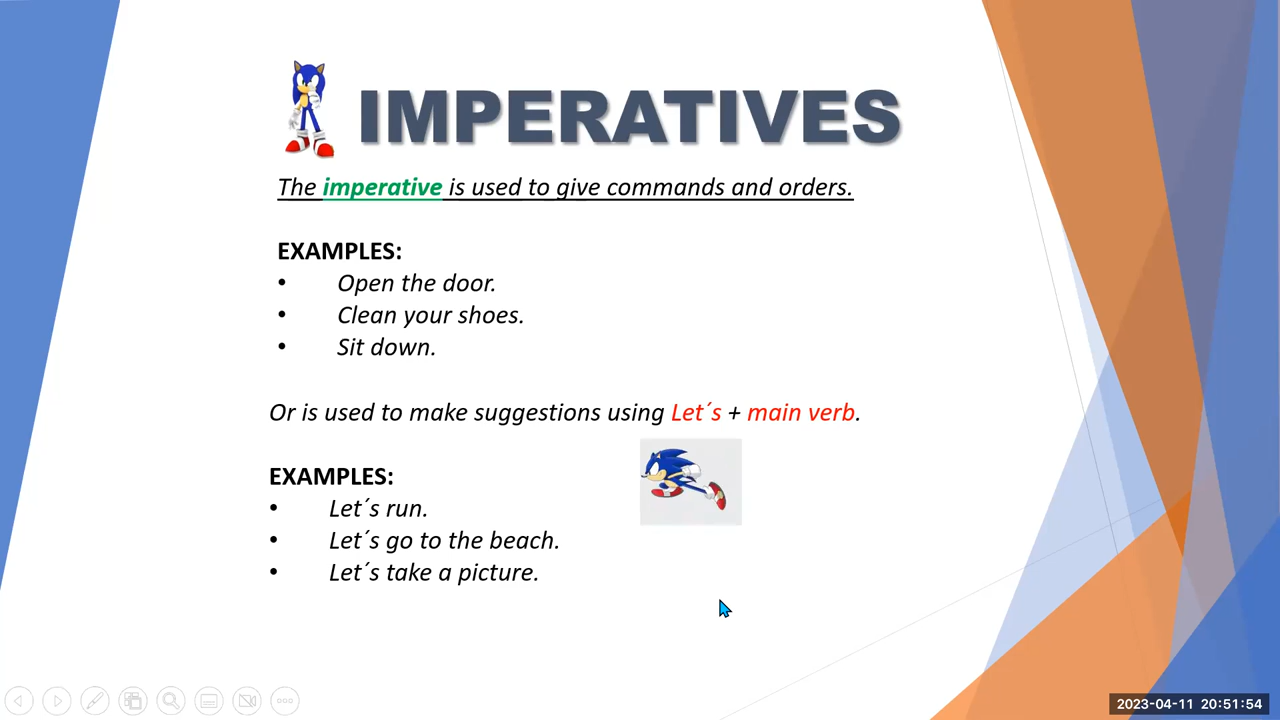 IMPERATIVES
The imperative is used to give commands and orders.
EXAMPLES:
• Open the door.
• Clean your shoes.
• Sit down.
Or is used to make suggestions using Let´s + main verb.
EXAMPLES:
• Let´s run.
• Let´s go to the beach.
• Let´s take a picture.
2023-04-11 20:51:54